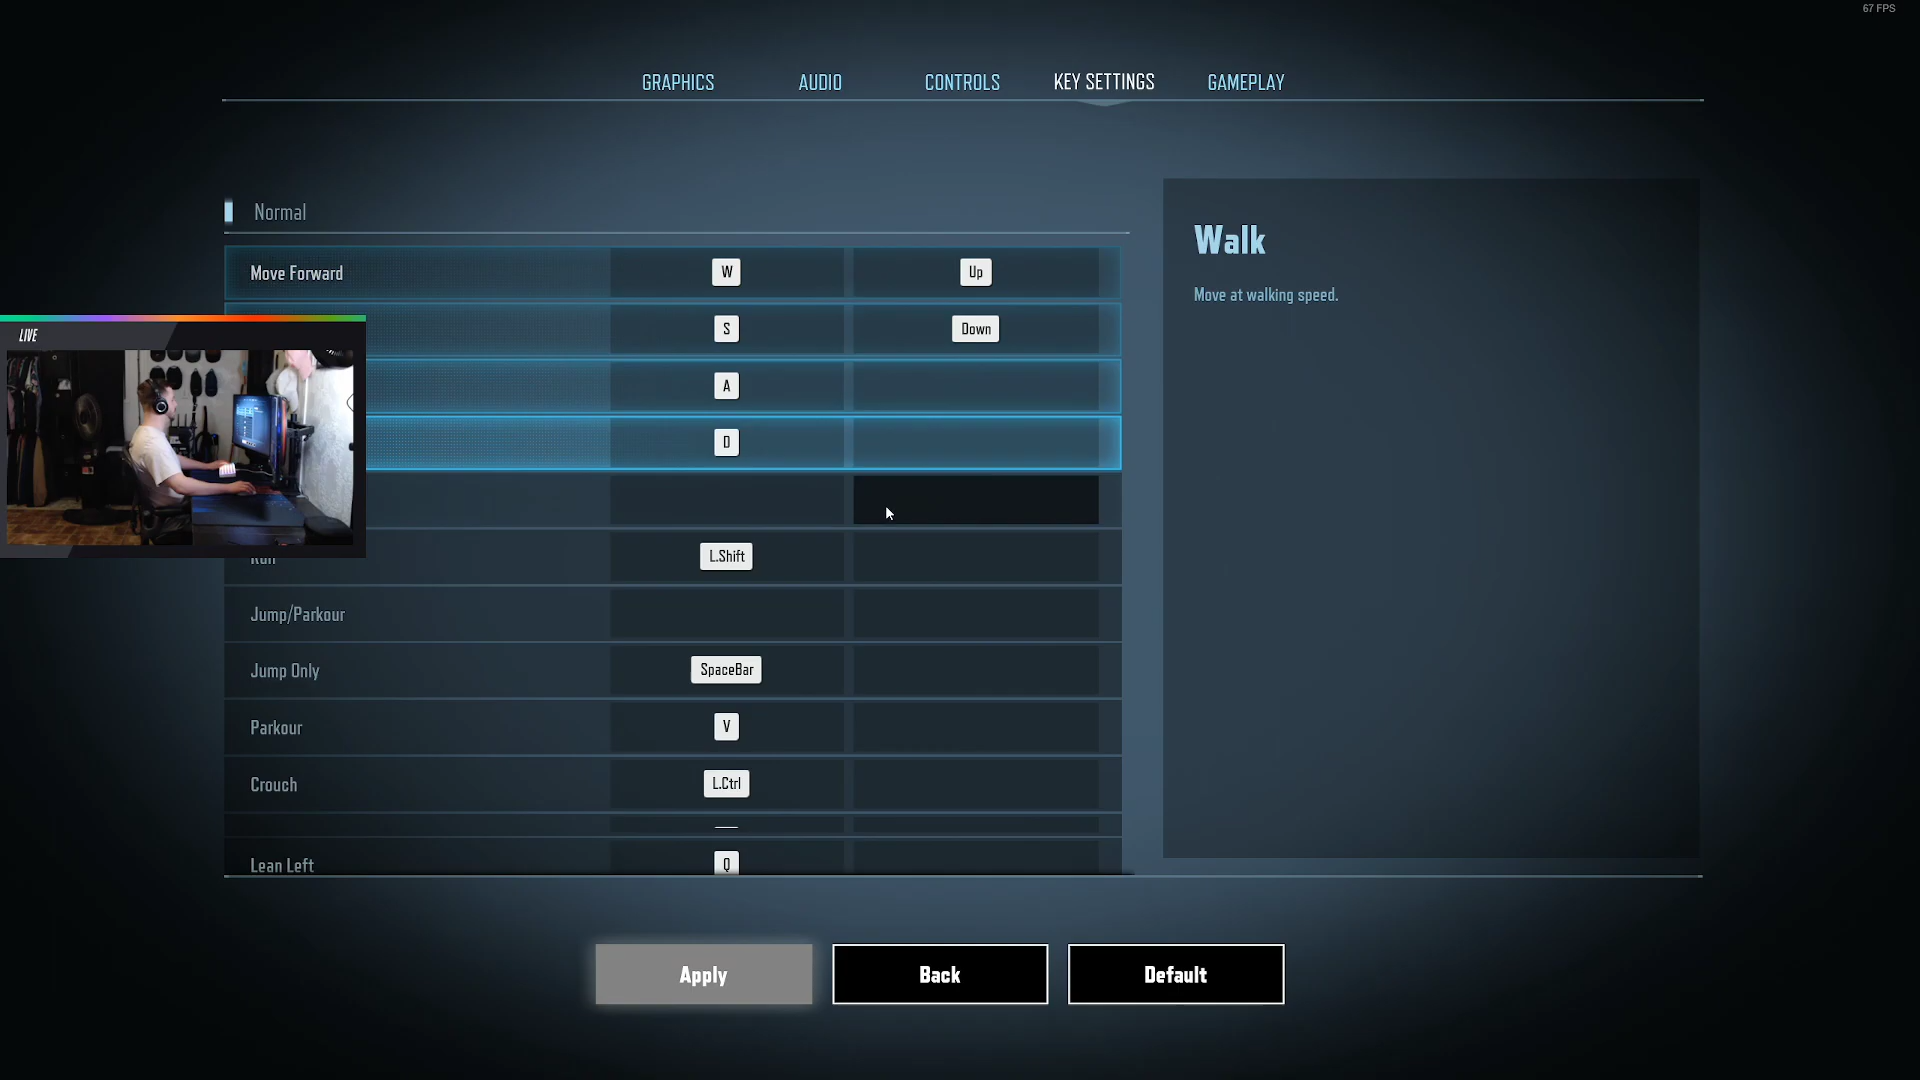 67 FPS
GRAPHICS AUDIO CONTROLS KEY SETTINGS GAMEPLAY
Normal
Move Forward W Up
S Down
A
D
Run L.Shift
Jump/Parkour
Jump Only SpaceBar
Parkour V
Crouch L.Ctrl
Lean Left Q
LIVE
Walk
Move at walking speed.
Apply Back Default